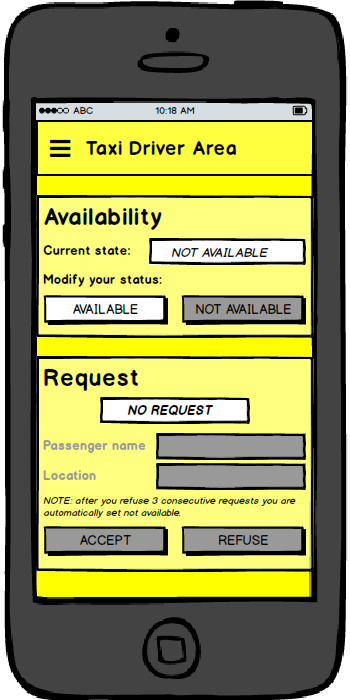 ABC 10:18 AM
Taxi Driver Area
Availability
Current state: NOT AVAILABLE
Modify your status:
AVAILABLE NOT AVAILABLE
Request
NO REQUEST
Passenger name
Location
NOTE: after you refuse 3 consecutive requests you are
automatically set not available.
ACCEPT REFUSE